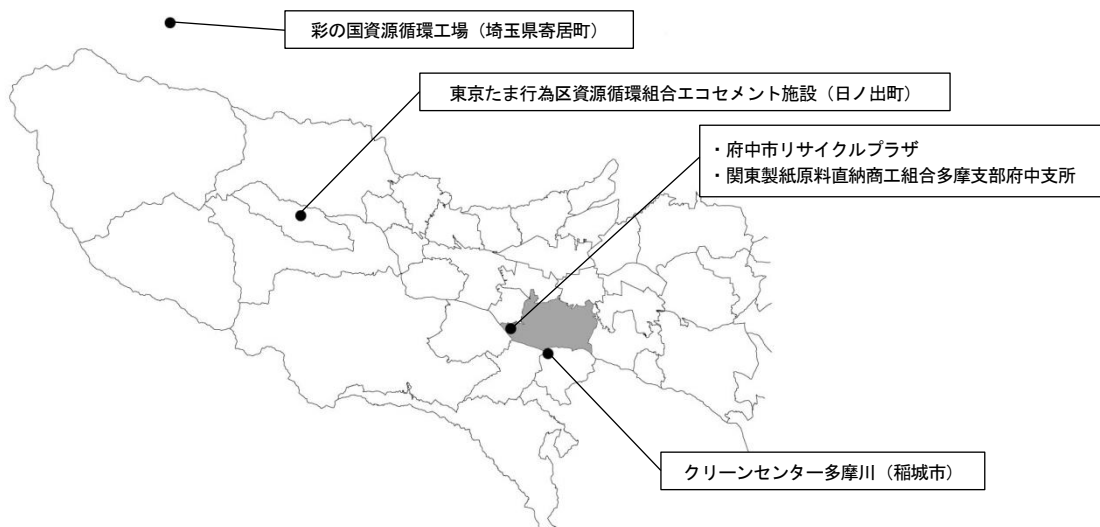 彩の国資源循環工場（埼玉県寄居町）
東京たま行為区資源循環組合エコセメント施設（日ノ出町）
・府中市リサイクルプラザ
・関東製紙原料直納商工組合多摩支部府中支所
クリーンセンター多摩川（稲城市）